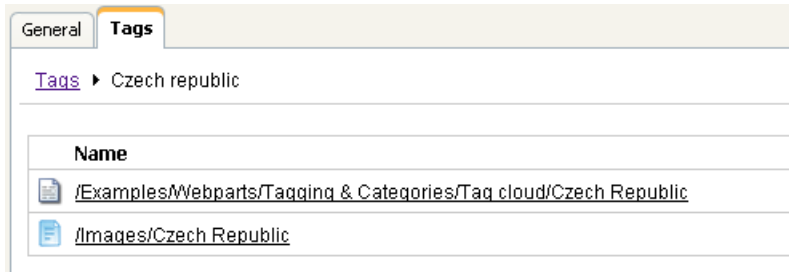 General Tags
Tags ▸ Czech republic
Name
/Examples/Webparts/Tagging & Categories/Tag cloud/Czech Republic
/Images/Czech Republic